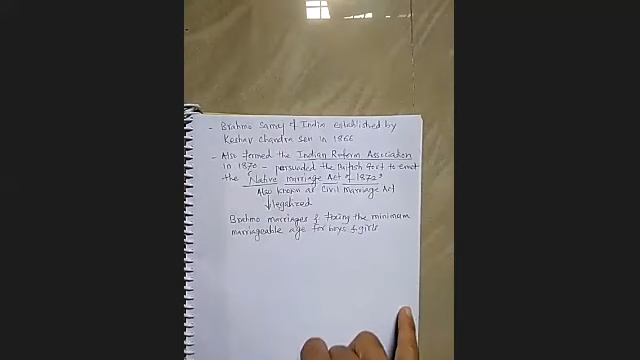 - Brahmo Samaj of India established by
Keshav Chandra Sen in 1866
- Also formed the Indian Reform Association
in 1870 - persuaded the British Govt to enact
the "Native marriage Act of 1872"
Also known as Civil Marriage Act
↓ legalized
Brahmo marriages & fixing the minimum
marriageable age for boys & girls